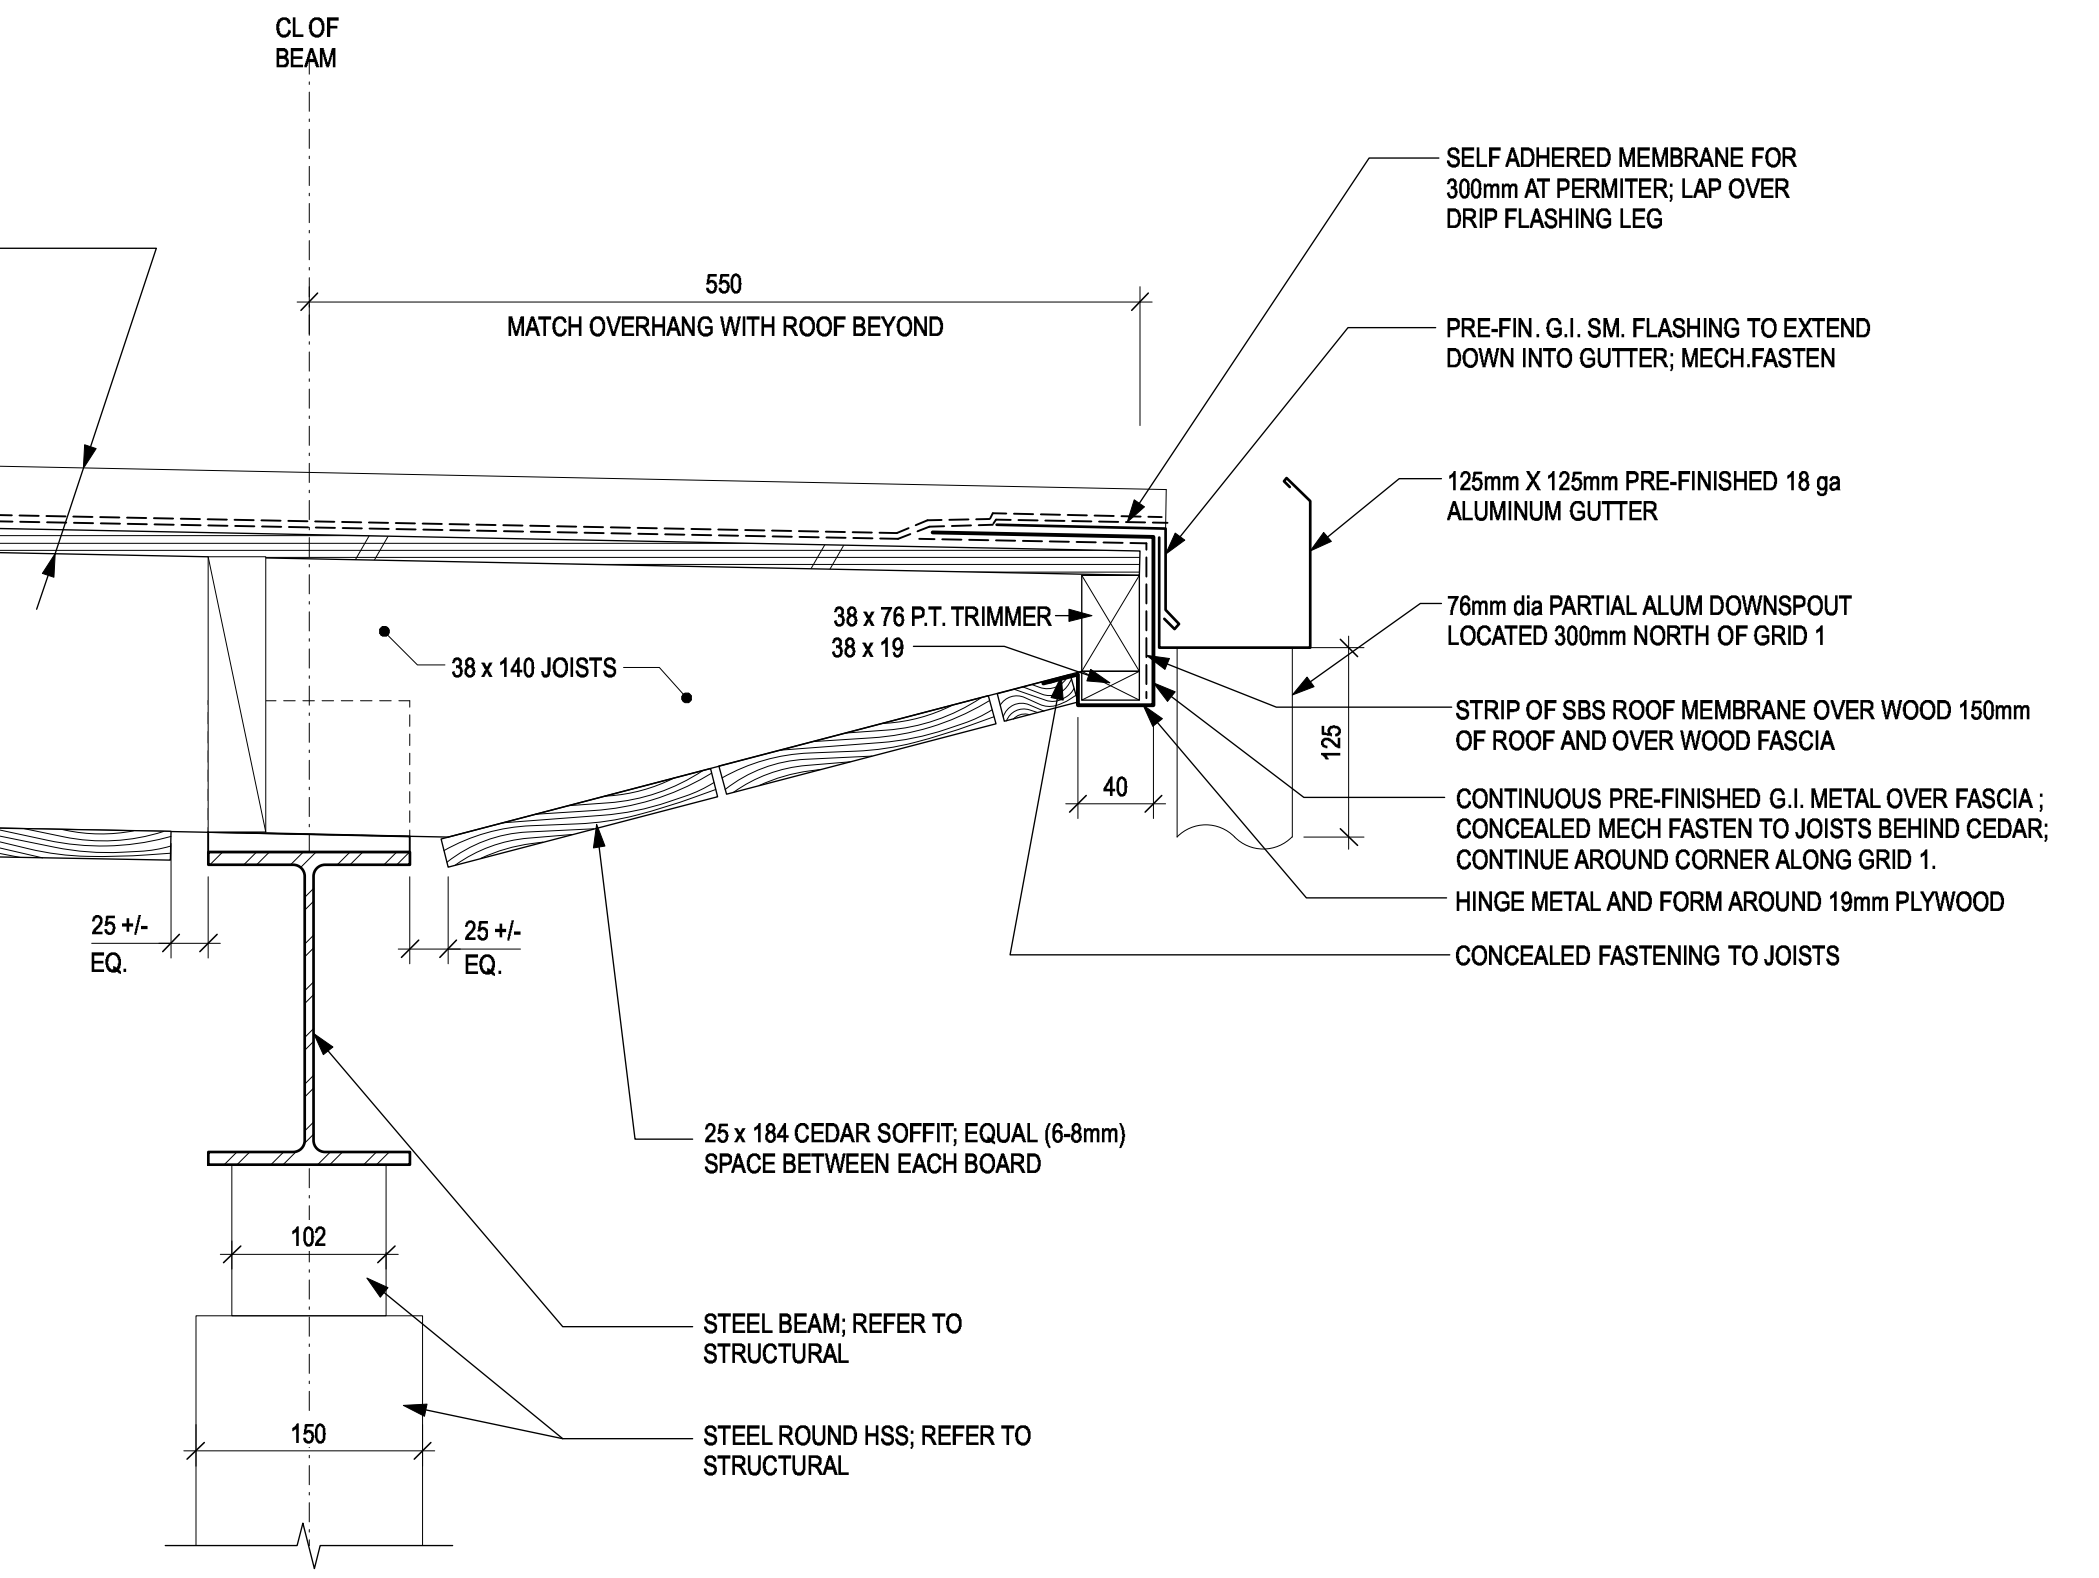 CL OF
BEAM
SELF ADHERED MEMBRANE FOR
300mm AT PERMITER; LAP OVER
DRIP FLASHING LEG
550
MATCH OVERHANG WITH ROOF BEYOND
PRE-FIN. G.I. SM. FLASHING TO EXTEND
DOWN INTO GUTTER; MECH.FASTEN
125mm X 125mm PRE-FINISHED 18 ga
ALUMINUM GUTTER
38 x 76 P.T. TRIMMER
38 x 19
76mm dia PARTIAL ALUM DOWNSPOUT
LOCATED 300mm NORTH OF GRID 1
38 x 140 JOISTS
STRIP OF SBS ROOF MEMBRANE OVER WOOD 150mm
OF ROOF AND OVER WOOD FASCIA
125
40
CONTINUOUS PRE-FINISHED G.I. METAL OVER FASCIA ;
CONCEALED MECH FASTEN TO JOISTS BEHIND CEDAR;
CONTINUE AROUND CORNER ALONG GRID 1.
HINGE METAL AND FORM AROUND 19mm PLYWOOD
25 +/-
EQ.
25 +/-
EQ.
CONCEALED FASTENING TO JOISTS
25 x 184 CEDAR SOFFIT; EQUAL (6-8mm)
SPACE BETWEEN EACH BOARD
102
STEEL BEAM; REFER TO
STRUCTURAL
150
STEEL ROUND HSS; REFER TO
STRUCTURAL